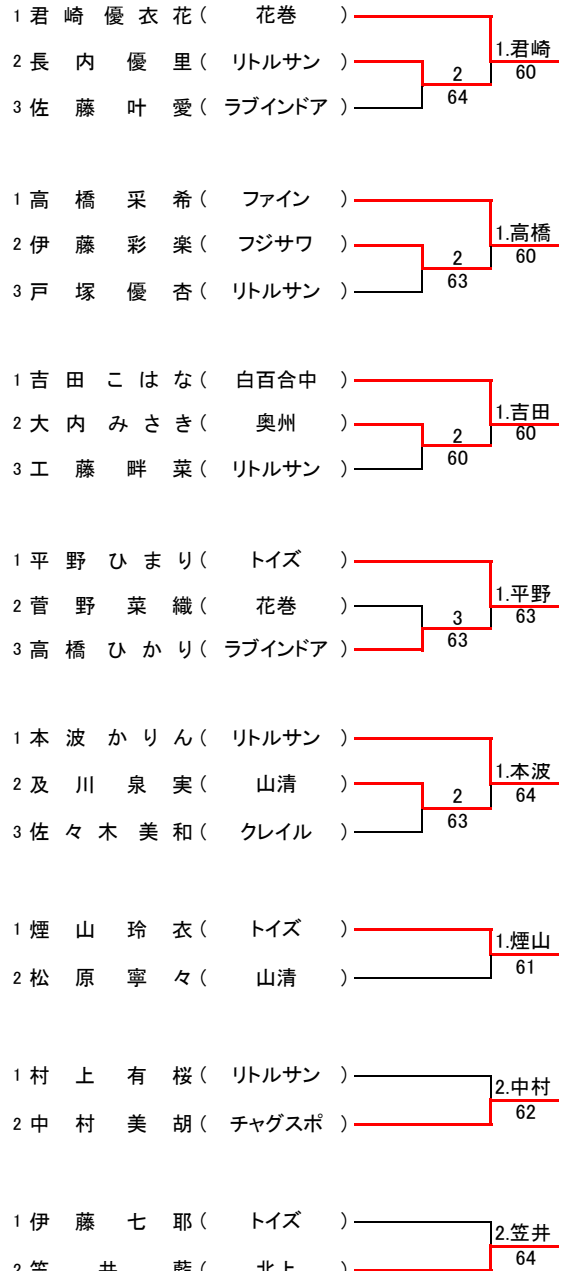 1 君崎優衣花（ 花巻 ）
1.君崎
60
2 長内優里（ リトルサン ）
2
64
3 佐藤叶愛（ ラブインドア ）
1 高橋采希（ ファイン ）
1.高橋
60
2 伊藤彩楽（ フジサワ ）
2
63
3 戸塚優杏（ リトルサン ）
1 吉田こはな（ 白百合中 ）
1.吉田
60
2 大内みさき（ 奥州 ）
2
60
3 工藤畔菜（ リトルサン ）
1 平野ひまり（ トイズ ）
1.平野
63
2 菅野菜織（ 花巻 ）
3
63
3 高橋ひかり（ ラブインドア ）
1 本波かりん（ リトルサン ）
1.本波
64
2 及川泉実（ 山清 ）
2
63
3 佐々木美和（ クレイル ）
1 煙山玲衣（ トイズ ）
1.煙山
61
2 松原寧々（ 山清 ）
1 村上有桜（ リトルサン ）
2.中村
62
2 中村美胡（ チャグスポ ）
1 伊藤七耶（ トイズ ）
2.笠井
64
2 笠井藍（ 北上 ）